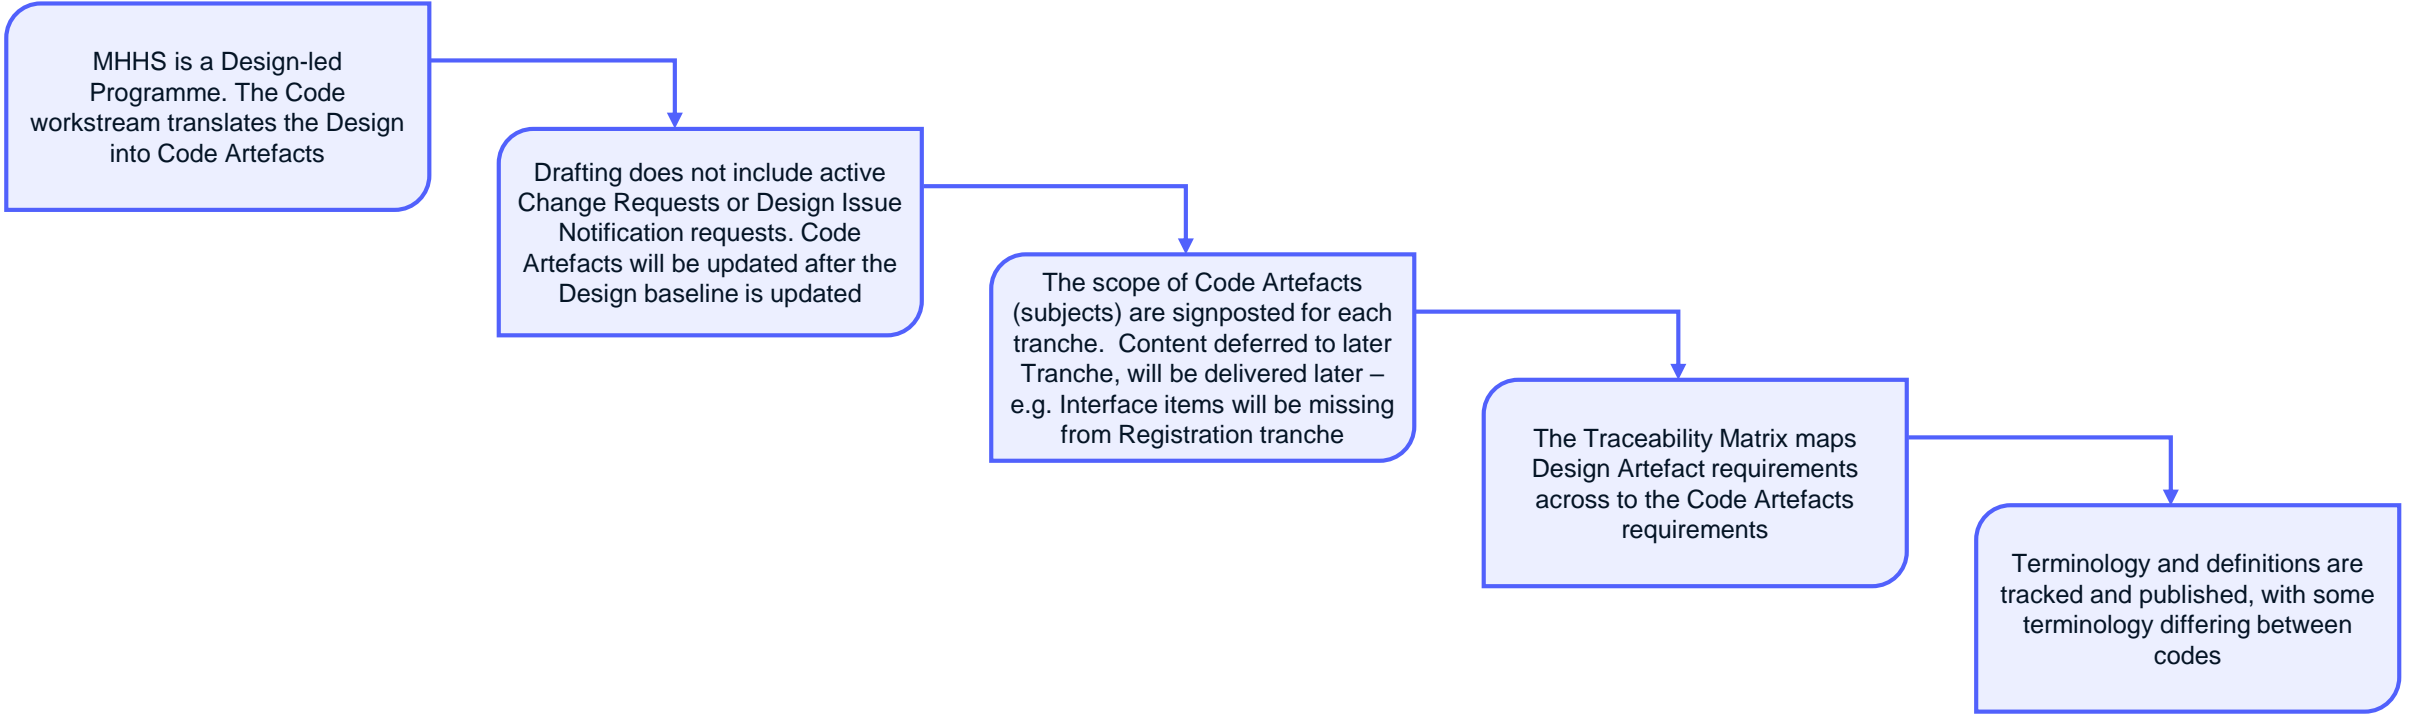 MHHS is a Design-led
Programme. The Code
workstream translates the Design
into Code Artefacts
Drafting does not include active
Change Requests or Design Issue
Notification requests. Code
Artefacts will be updated after the
Design baseline is updated
The scope of Code Artefacts
(subjects) are signposted for each
tranche.  Content deferred to later
Tranche, will be delivered later –
e.g. Interface items will be missing
from Registration tranche
The Traceability Matrix maps
Design Artefact requirements
across to the Code Artefacts
requirements
Terminology and definitions are
tracked and published, with some
terminology differing between
codes